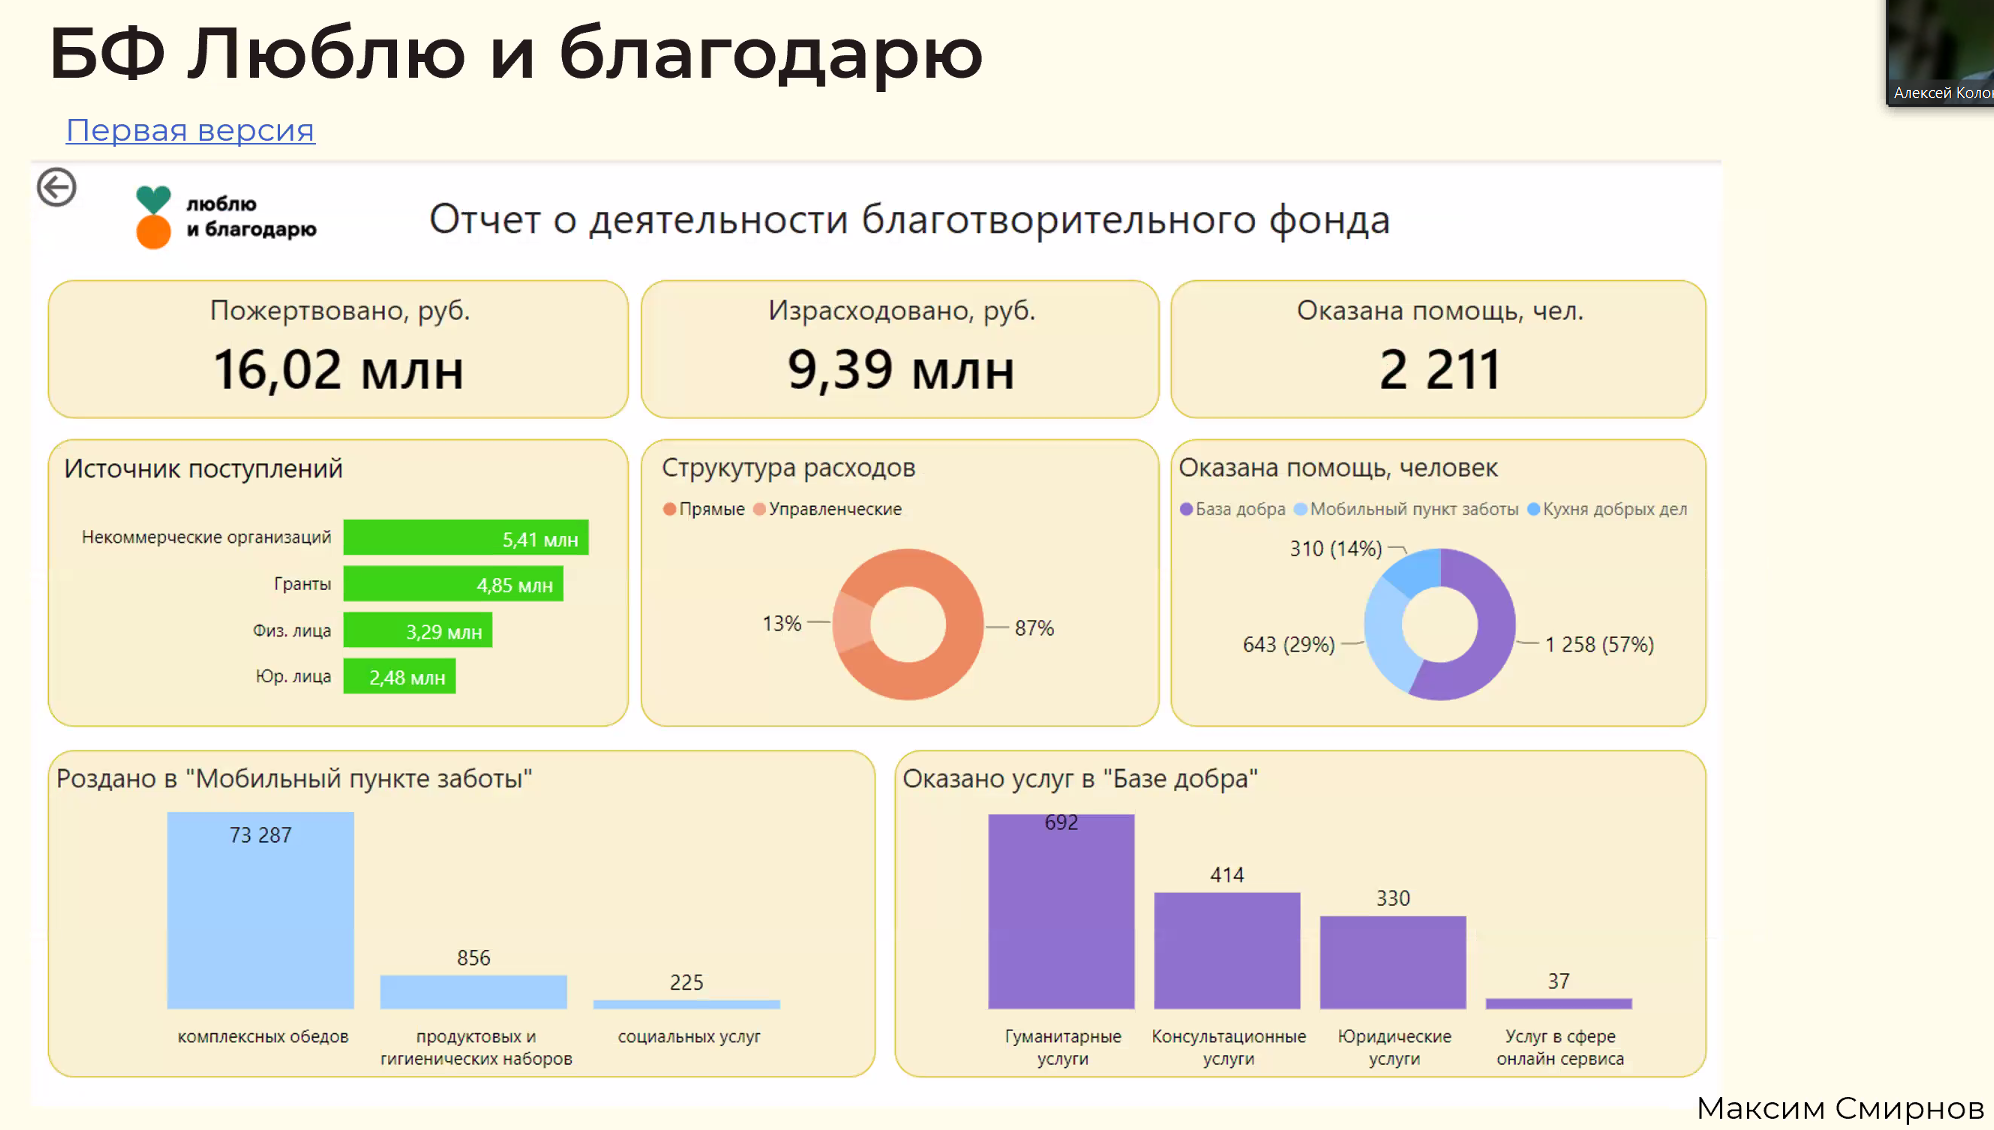 БФ Люблю и благодарю
Алексей
Первая версия
люблю
и благодарю
Отчет о деятельности благотворительного фонда
Пожертвовано, руб.
16,02 млн
Израсходовано, руб.
9,39 млн
Оказана помощь, чел.
2 211
Источник поступлений
Некоммерческие организаций
5,41 млн
Гранты
4,85 млн
Физ. лица
3,29 млн
Юр. лица
2,48 млн
Струкутура расходов
Прямые Управленческие
13%
87%
Оказана помощь, человек
База добра Мобильный пункт заботы Кухня добрых дел
310 (14%)
643 (29%)
1 258 (57%)
Роздано в "Мобильный пункте заботы"
73 287
856
225
комплексных обедов
продуктовых и
гигиенических наборов
социальных услуг
Оказано услуг в "Базе добра"
692
414
330
37
Гуманитарные
услуги
Консультационные
услуги
Юридические
услуги
Услуг в сфере
онлайн сервиса
Максим Смирнов